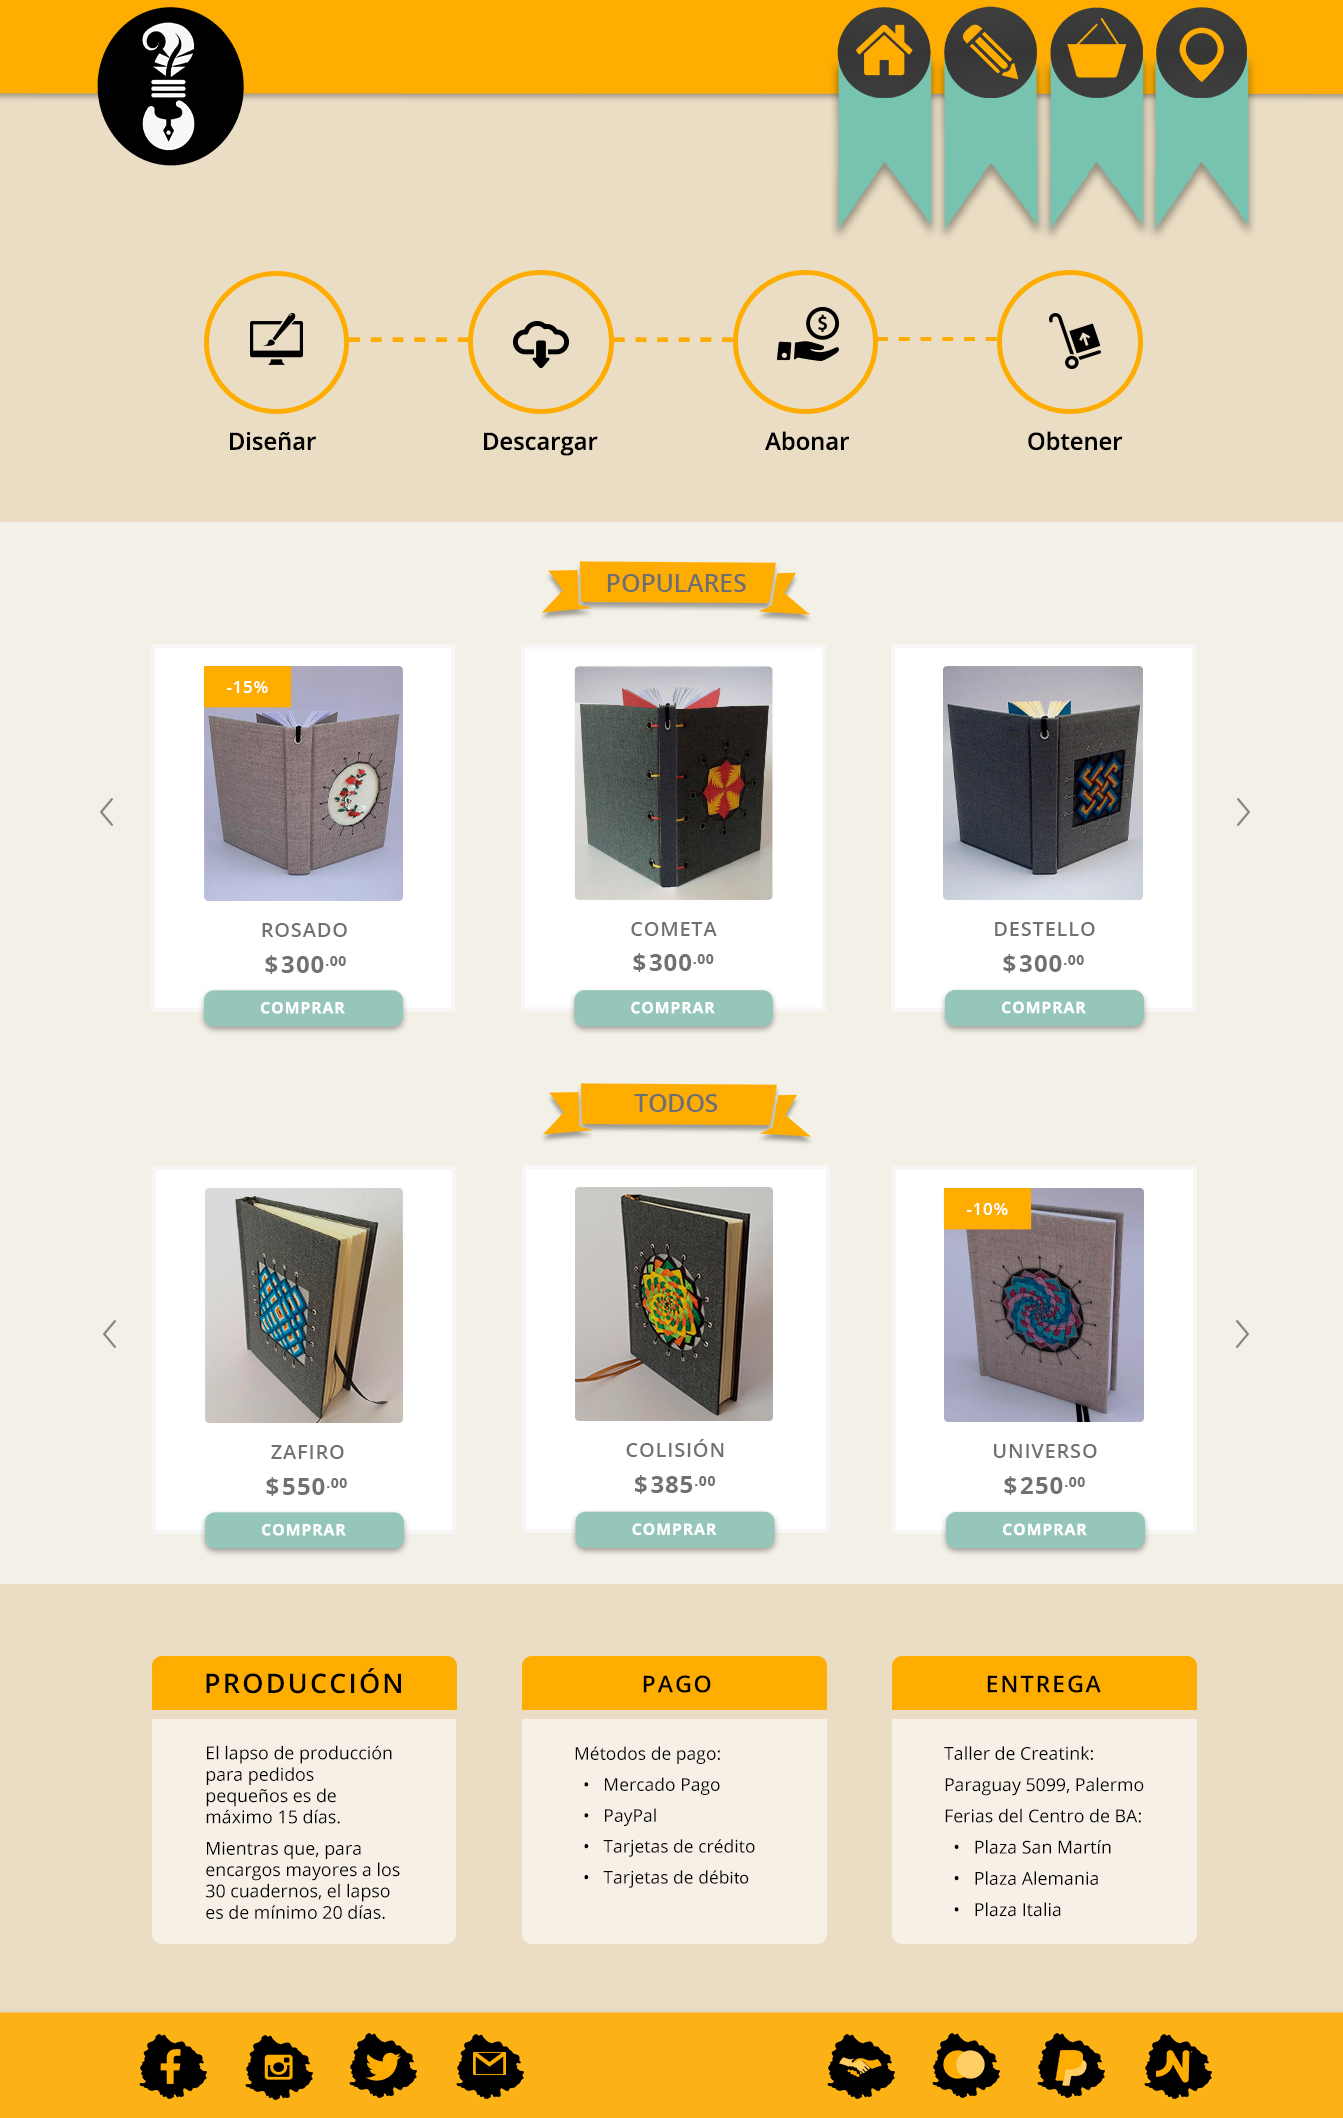 Diseñar
Descargar
Abonar
Obtener
POPULARES
-15%
ROSADO
$300.00
COMPRAR
COMETA
$300.00
COMPRAR
DESTELLO
$300.00
COMPRAR
TODOS
ZAFIRO
$550.00
COMPRAR
COLISIÓN
$385.00
COMPRAR
-10%
UNIVERSO
$250.00
COMPRAR
PRODUCCIÓN
El lapso de producción
para pedidos
pequeños es de
máximo 15 días.
Mientras que, para
encargos mayores a los
30 cuadernos, el lapso
es de mínimo 20 días.
PAGO
Métodos de pago:
• Mercado Pago
• PayPal
• Tarjetas de crédito
• Tarjetas de débito
ENTREGA
Taller de Creatink:
Paraguay 5099, Palermo
Ferias del Centro de BA:
• Plaza San Martín
• Plaza Alemania
• Plaza Italia